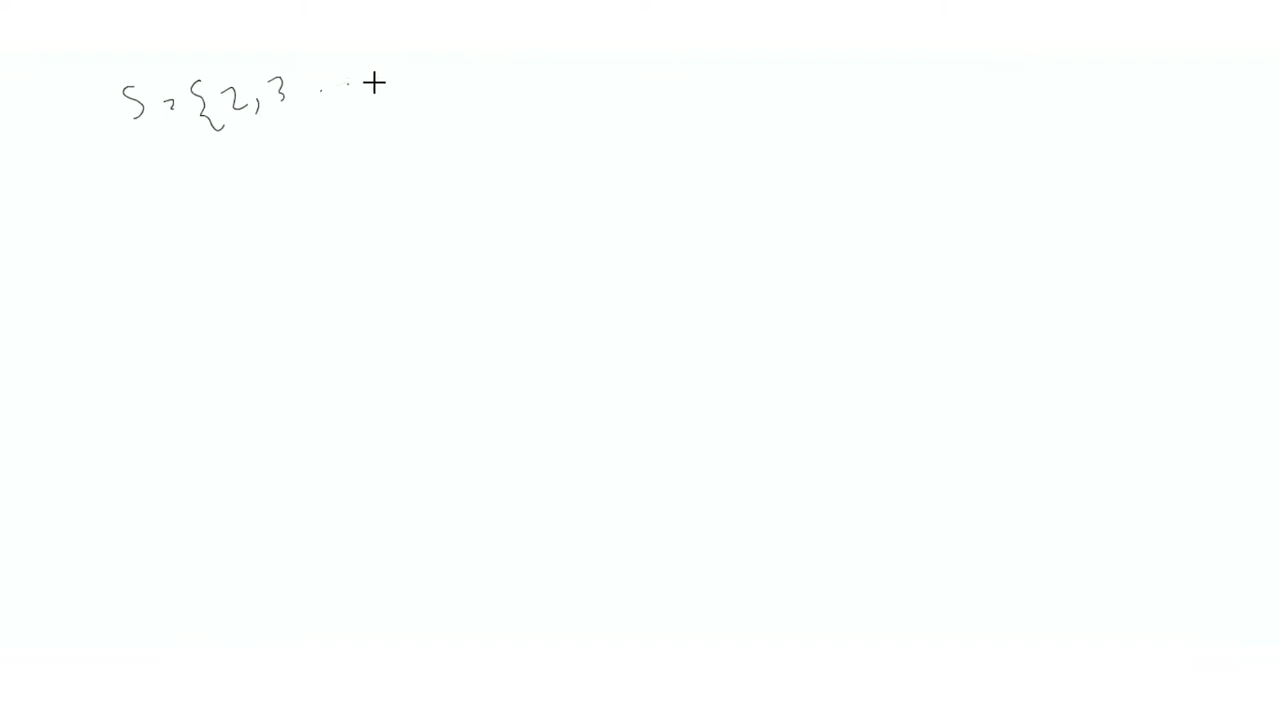 S = {2, 3 ...